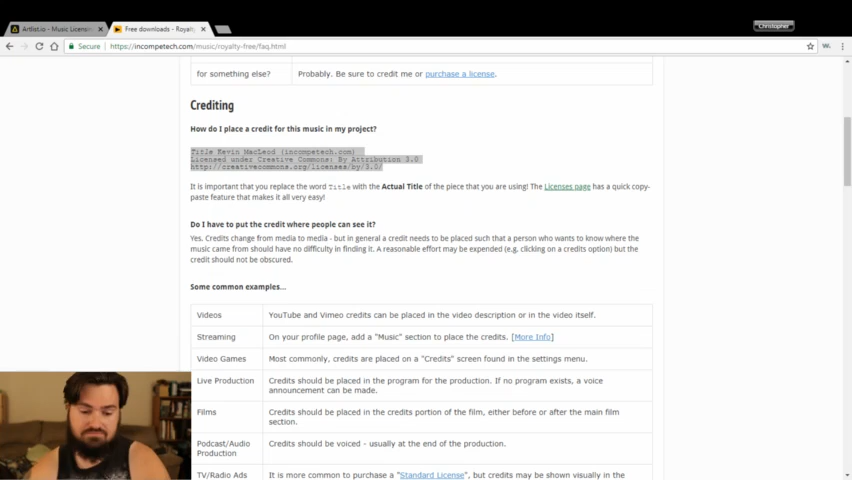 Artlist.io - Music Licensin
Free downloads - Royalt
Christopher
Secure
https://incompetech.com/music/royalty-free/faq.html
for something else?
Probably. Be sure to credit me or purchase a license.
Crediting
How do I place a credit for this music in my project?
Title Kevin MacLeod (incompetech.com)
Licensed under Creative Commons: By Attribution 3.0
http://creativecommons.org/licenses/by/3.0/
It is important that you replace the word Title with the Actual Title of the piece that you are using! The Licenses page has a quick copy-
paste feature that makes it all very easy!
Do I have to put the credit where people can see it?
Yes. Credits change from media to media - but in general a credit needs to be placed such that a person who wants to know where the
music came from should have no difficulty in finding it. A reasonable effort may be expended (e.g. clicking on a credits option) but the
credit should not be obscured.
Some common examples...
Videos
YouTube and Vimeo credits can be placed in the video description or in the video itself.
Streaming
On your profile page, add a "Music" section to place the credits. [More Info]
Video Games
Most commonly, credits are placed on a "Credits" screen found in the settings menu.
Live Production
Credits should be placed in the program for the production. If no program exists, a voice
announcement can be made.
Films
Credits should be placed in the credits portion of the film, either before or after the main film
section.
Podcast/Audio
Production
Credits should be voiced - usually at the end of the production.
TV/Radio Ads
It is more common to purchase a "Standard License", but credits may be shown visually in the